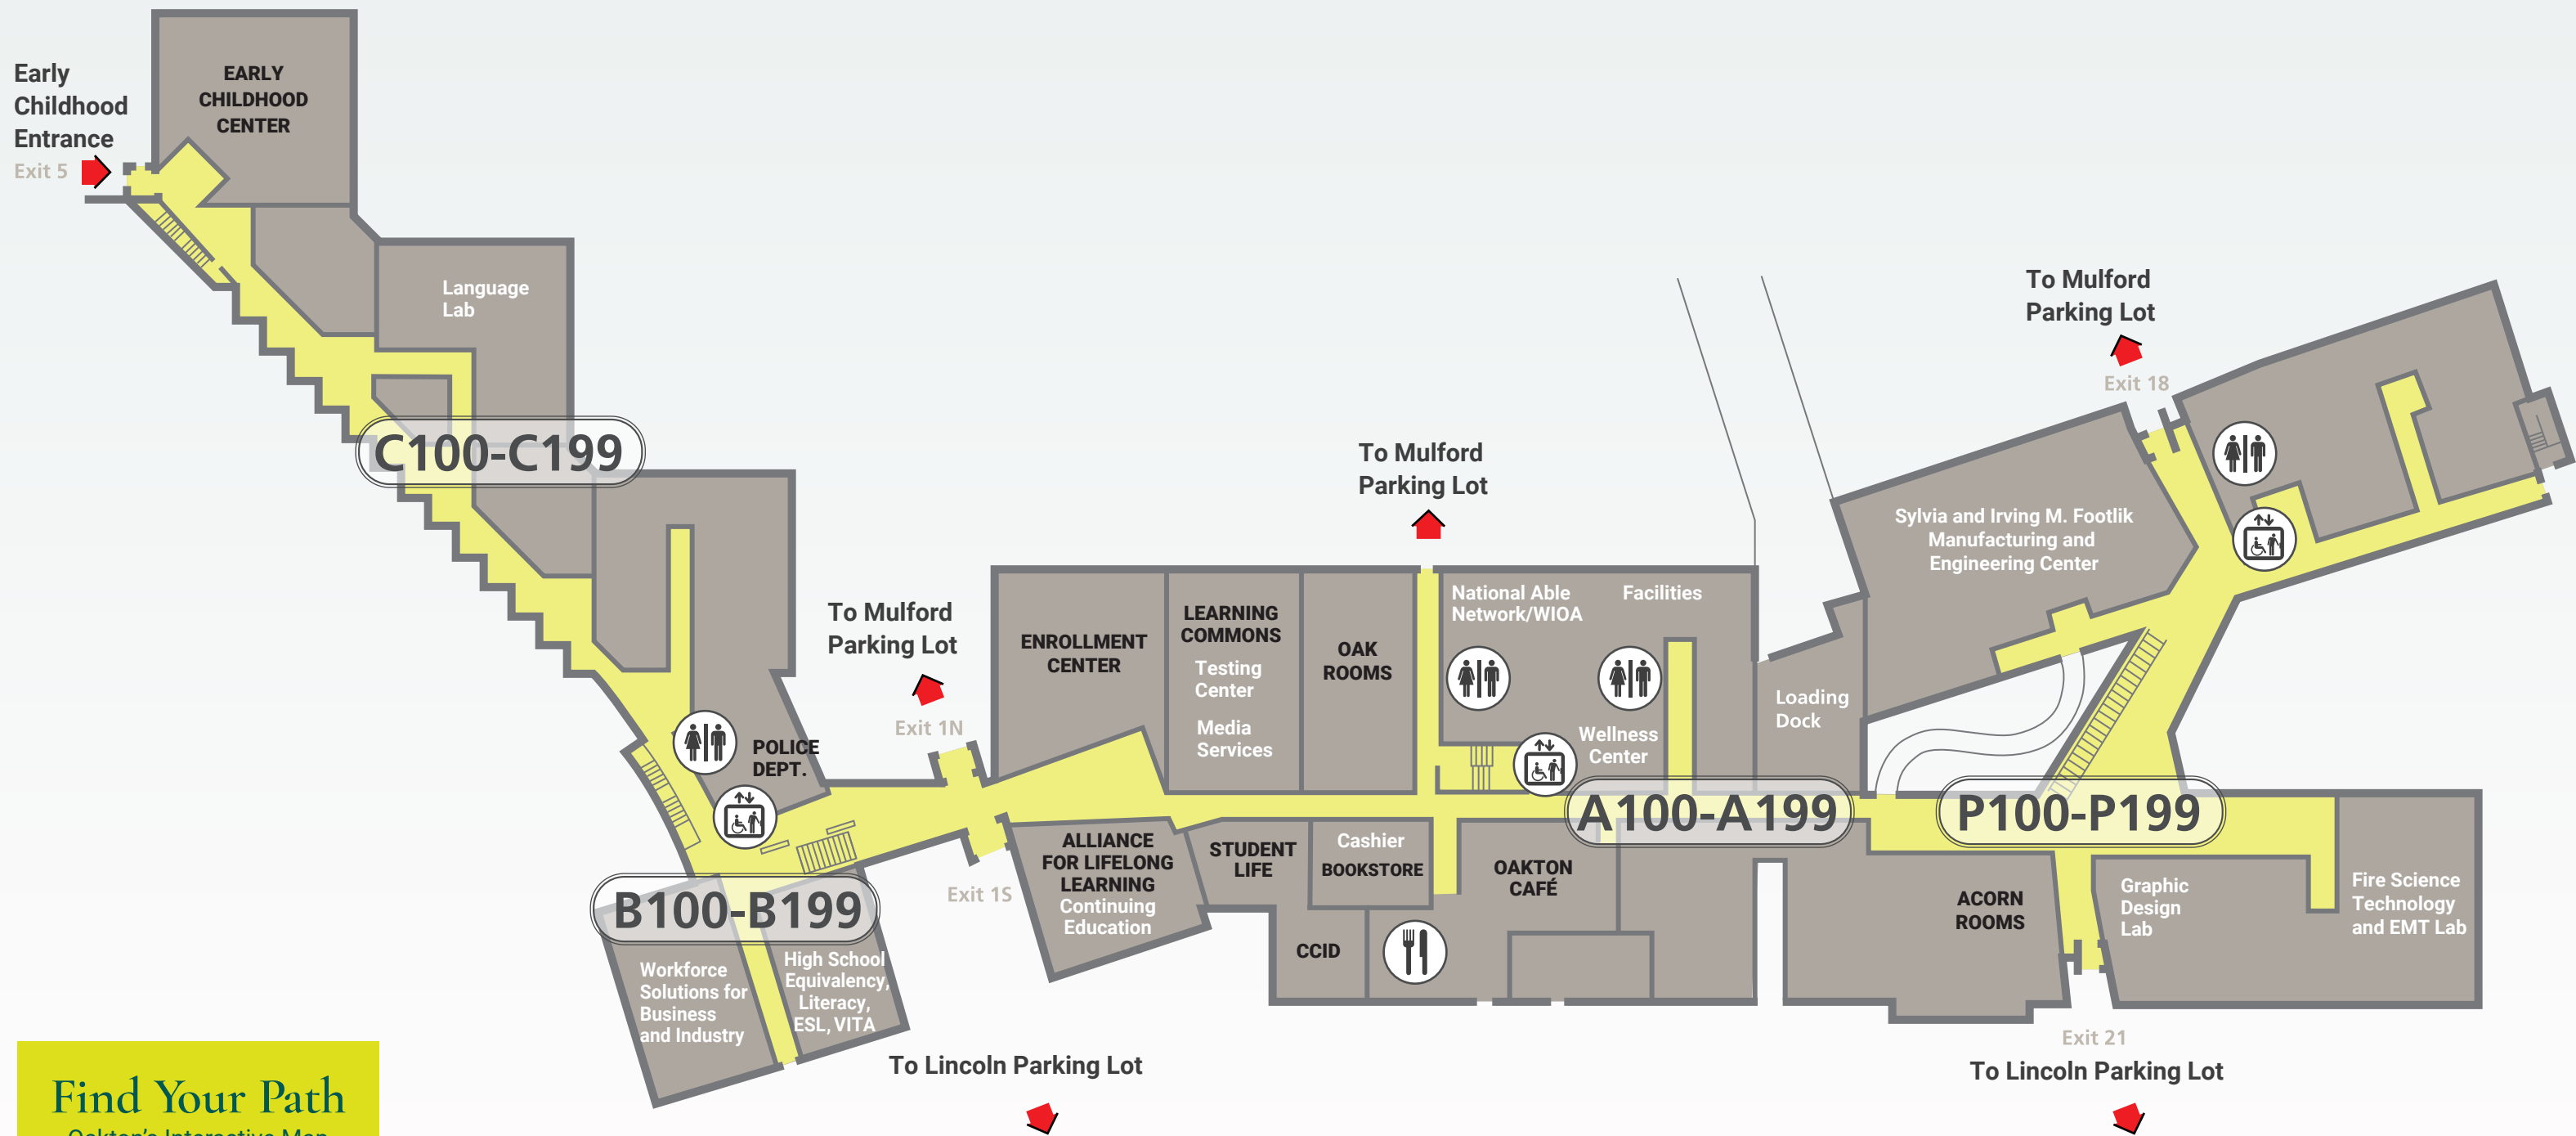 Early
Childhood
Entrance
Exit 5
EARLY
CHILDHOOD
CENTER
Language
Lab
C100-C199
To Mulford
Parking Lot
Exit 1N
POLICE
DEPT.
B100-B199
Workforce
Solutions for
Business
and Industry
High School
Equivalency,
Literacy,
ESL, VITA
Exit 1S
To Lincoln Parking Lot
ENROLLMENT
CENTER
LEARNING
COMMONS
Testing
Center
Media
Services
OAK
ROOMS
To Mulford
Parking Lot
National Able
Network/WIOA
Facilities
Wellness
Center
A100-A199
ALLIANCE
FOR LIFELONG
LEARNING
Continuing
Education
STUDENT
LIFE
Cashier
BOOKSTORE
CCID
OAKTON
CAFÉ
Loading
Dock
To Mulford
Parking Lot
Exit 18
Sylvia and Irving M. Footlik
Manufacturing and
Engineering Center
P100-P199
ACORN
ROOMS
Graphic
Design
Lab
Fire Science
Technology
and EMT Lab
Exit 21
To Lincoln Parking Lot
Find Your Path
Oakton's Interactive Map